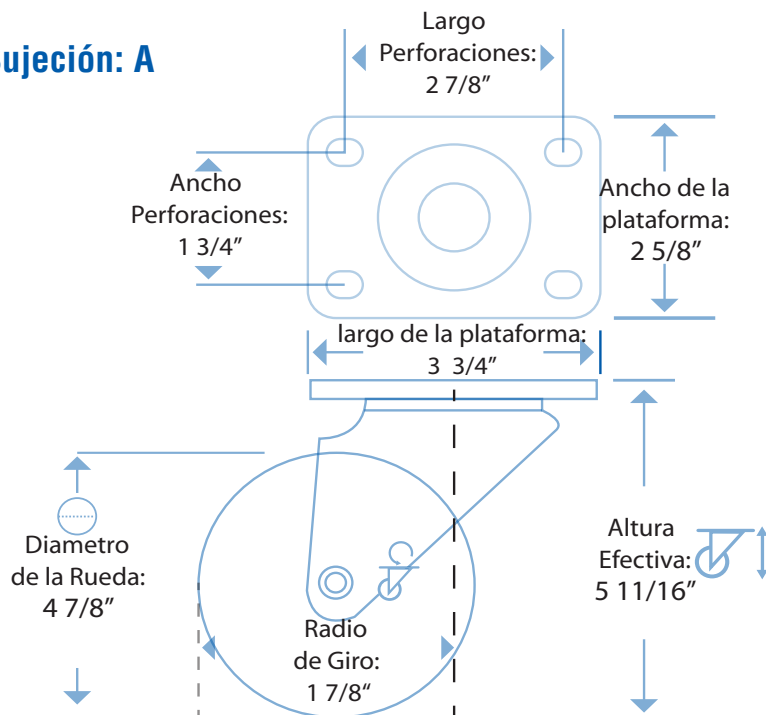 ujeción: A
Largo
Perforaciones:
2 7/8”
Ancho
Perforaciones:
1 3/4”
Ancho de la
plataforma:
2 5/8”
largo de la plataforma:
3 3/4”
Diametro
de la Rueda:
4 7/8”
Altura
Efectiva:
5 11/16”
Radio
de Giro:
1 7/8“